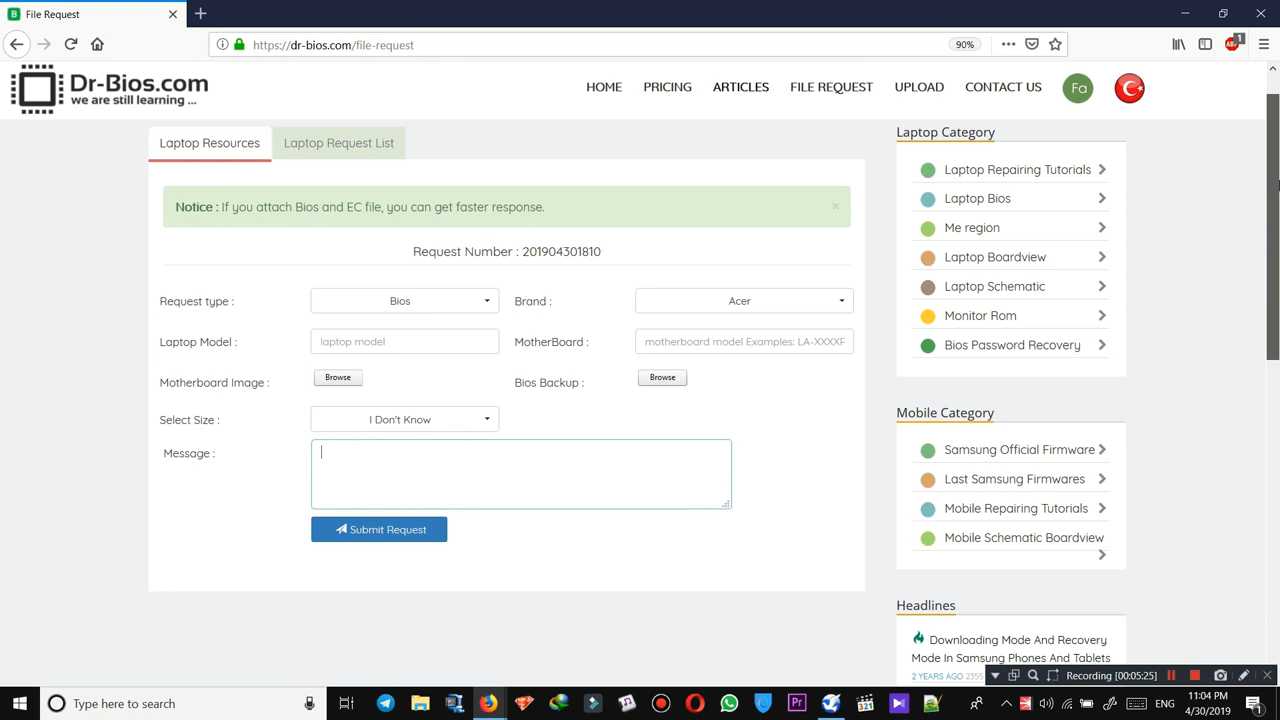 File Request
https://dr-bios.com/file-request
90%
1
Dr-Bios.com
we are still learning ...
HOME
PRICING
ARTICLES
FILE REQUEST
UPLOAD
CONTACT US
Fa
Laptop Resources
Laptop Request List
Notice : If you attach Bios and EC file, you can get faster response.
×
Request Number : 201904301810
Request type :
Bios
Brand :
Acer
Laptop Model :
laptop model
MotherBoard :
motherboard model Examples: LA-XXXXP
Motherboard Image :
Browse
Bios Backup :
Browse
Select Size :
I Don't Know
Message :
Submit Request
Laptop Category
Laptop Repairing Tutorials
Laptop Bios
Me region
Laptop Boardview
Laptop Schematic
Monitor Rom
Bios Password Recovery
Mobile Category
Samsung Official Firmware
Last Samsung Firmwares
Mobile Repairing Tutorials
Mobile Schematic Boardview
Headlines
Downloading Mode And Recovery
Mode In Samsung Phones And Tablets
2 YEARS AGO 2355
Recording [00:05:25]
Type here to search
ENG
11:04 PM
4/30/2019